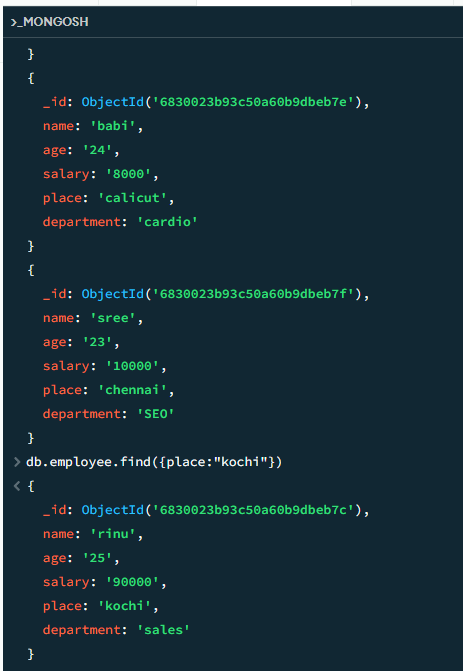 >_MONGOSH
}
{
_id: ObjectId('6830023b93c50a60b9dbeb7e'),
name: 'babi',
age: '24',
salary: '8000',
place: 'calicut',
department: 'cardio'
}
{
_id: ObjectId('6830023b93c50a60b9dbeb7f'),
name: 'sree',
age: '23',
salary: '10000',
place: 'chennai',
department: 'SEO'
}
> db.employee.find({place:"kochi"})
< {
_id: ObjectId('6830023b93c50a60b9dbeb7c'),
name: 'rinu',
age: '25',
salary: '90000',
place: 'kochi',
department: 'sales'
}